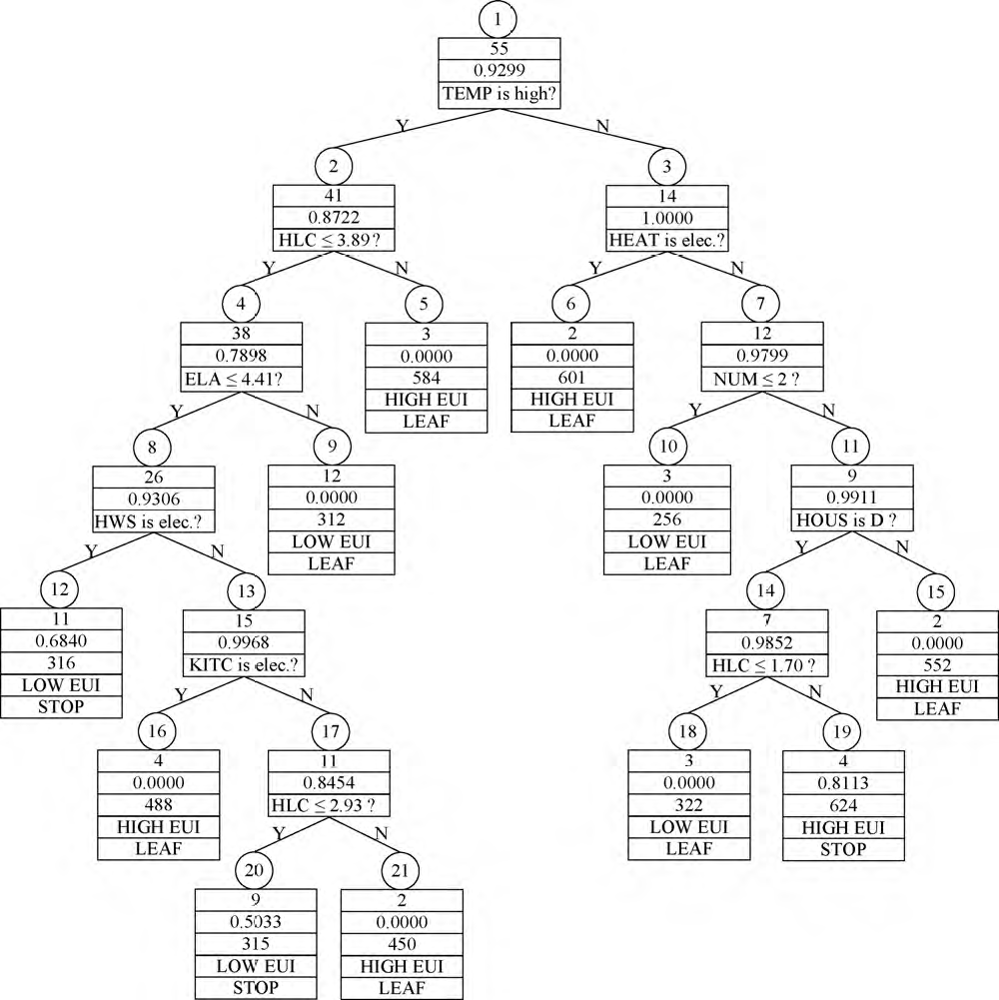 1
55
0.9299
TEMP is high?
Y
N
2
3
41
0.8722
HLC ≤ 3.89?
14
1.0000
HEAT is elec.?
Y
N
Y
N
4
5
6
7
38
0.7898
ELA ≤ 4.41?
3
0.0000
584
HIGH EUI
LEAF
2
0.0000
601
HIGH EUI
LEAF
12
0.9799
NUM ≤ 2 ?
Y
N
Y
N
8
9
10
11
26
0.9306
HWS is elec.?
12
0.0000
312
LOW EUI
LEAF
3
0.0000
256
LOW EUI
LEAF
9
0.9911
HOUS is D ?
Y
N
Y
N
12
13
14
15
11
0.6840
316
LOW EUI
STOP
15
0.9968
KITC is elec.?
7
0.9852
HLC ≤ 1.70 ?
2
0.0000
552
HIGH EUI
LEAF
Y
N
Y
N
16
17
18
19
4
0.0000
488
HIGH EUI
LEAF
11
0.8454
HLC ≤ 2.93 ?
3
0.0000
322
LOW EUI
LEAF
4
0.8113
624
HIGH EUI
STOP
Y
N
20
21
9
0.5033
315
LOW EUI
STOP
2
0.0000
450
HIGH EUI
LEAF